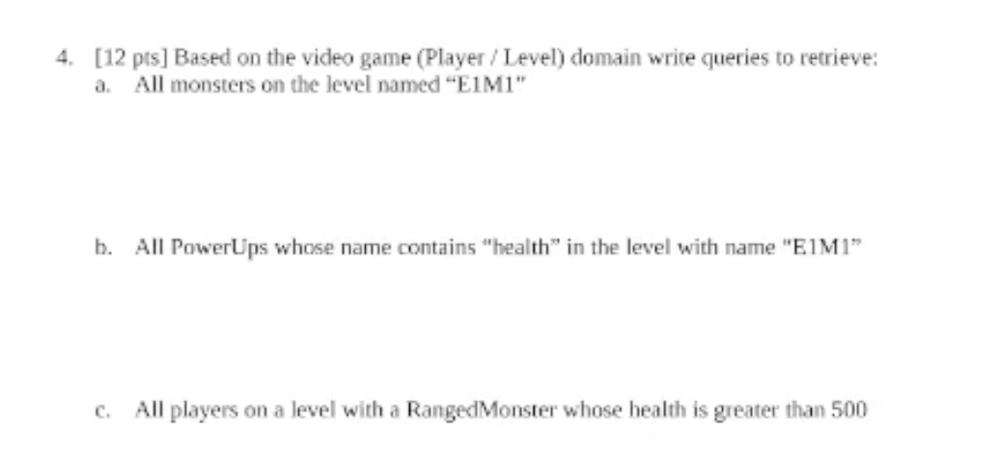 4. [12 pts] Based on the video game (Player / Level) domain write queries to retrieve:
a. All monsters on the level named “E1M1”
b. All PowerUps whose name contains “health” in the level with name “E1M1”
c. All players on a level with a RangedMonster whose health is greater than 500